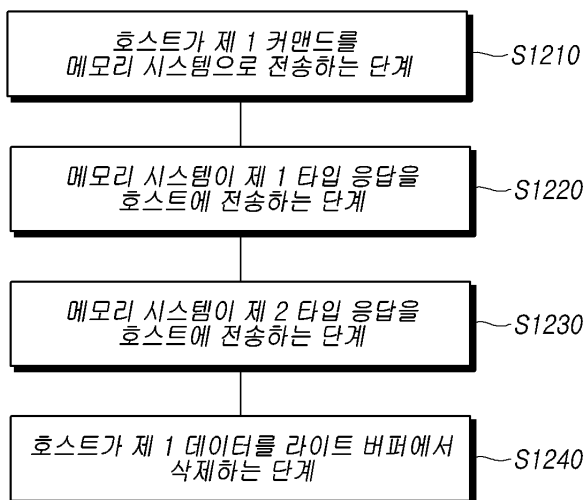 호스트가 제 1 커맨드를
메모리 시스템으로 전송하는 단계
S1210
메모리 시스템이 제 1 타입 응답을
호스트에 전송하는 단계
S1220
메모리 시스템이 제 2 타입 응답을
호스트에 전송하는 단계
S1230
호스트가 제 1 데이터를 라이트 버퍼에서
삭제하는 단계
S1240